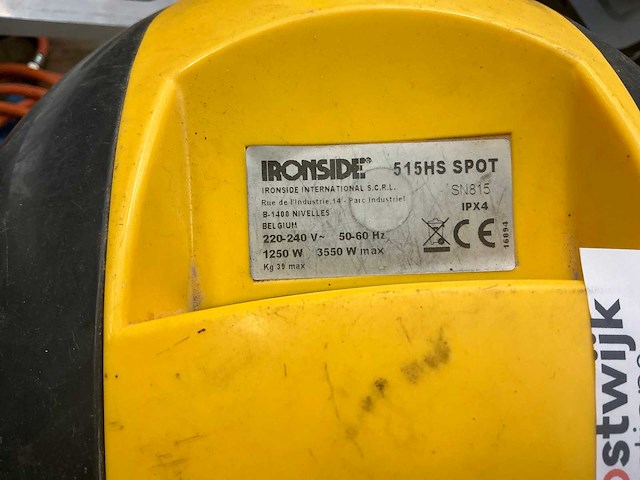 IRONSIDE® 515HS SPOT
IRONSIDE INTERNATIONAL S.C.R.L. SN815
Rue de l'Industrie 14 - Parc Industriel
B-1400 NIVELLES IPX4
BELGIUM
220-240 V~ 50-60 Hz
1250 W 3550 W max
Kg 39 max
CE
16094
stwijk